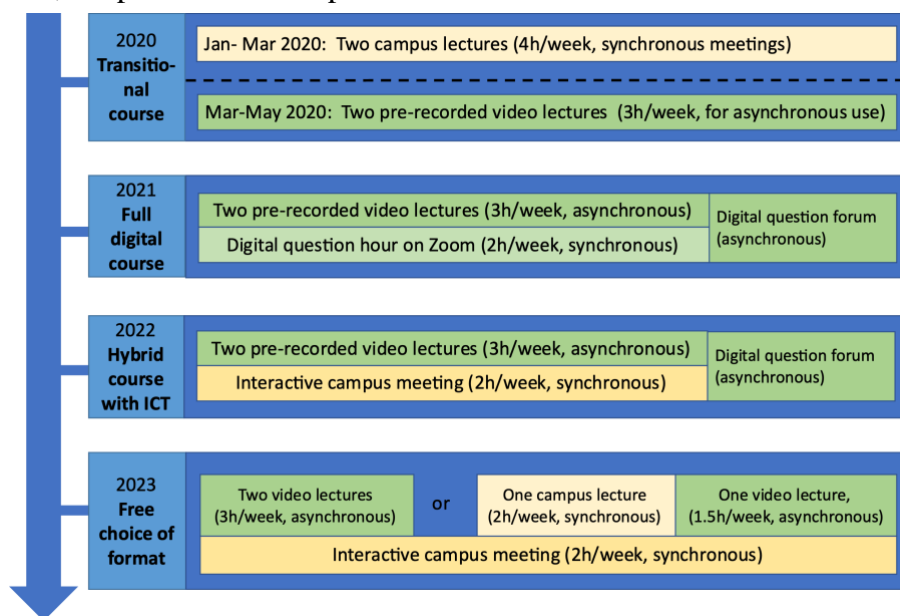 2020
Transitio-
nal
course
Jan- Mar 2020:  Two campus lectures (4h/week, synchronous meetings)
Mar-May 2020:  Two pre-recorded video lectures  (3h/week, for asynchronous use)
2021
Full
digital
course
Two pre-recorded video lectures (3h/week, asynchronous)
Digital question hour on Zoom (2h/week, synchronous)
Digital question forum
(asynchronous)
2022
Hybrid
course
with ICT
Two pre-recorded video lectures (3h/week, asynchronous)
Interactive campus meeting (2h/week, synchronous)
Digital question forum
(asynchronous)
2023
Free
choice of
format
Two video lectures
(3h/week, asynchronous)
or
One campus lecture
(2h/week, synchronous)
One video lecture,
(1.5h/week, asynchronous)
Interactive campus meeting (2h/week, synchronous)